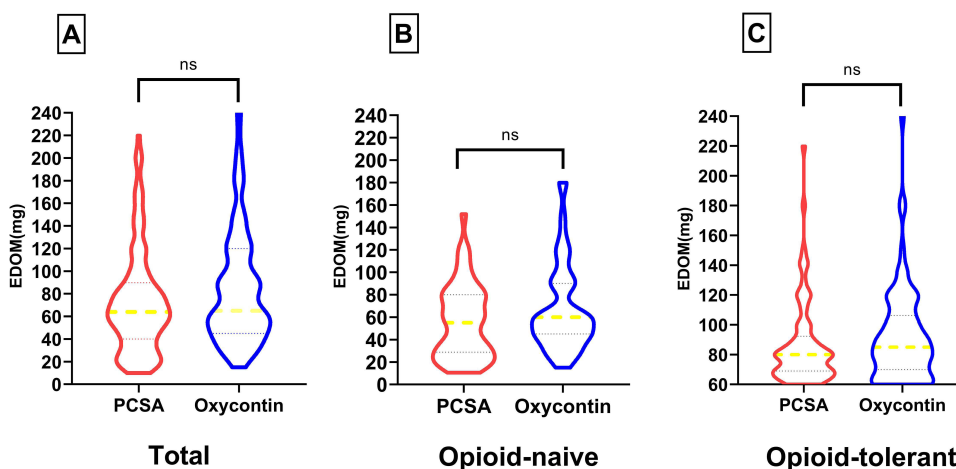 A
ns
EDOM(mg)
240
220
200
180
160
140
120
100
80
60
40
20
0
PCSA Oxycontin
Total
B
ns
EDOM(mg)
240
220
200
180
160
140
120
100
80
60
40
20
0
PCSA Oxycontin
Opioid-naive
C
ns
EDOM(mg)
240
220
200
180
160
140
120
100
80
60
PCSA Oxycontin
Opioid-tolerant